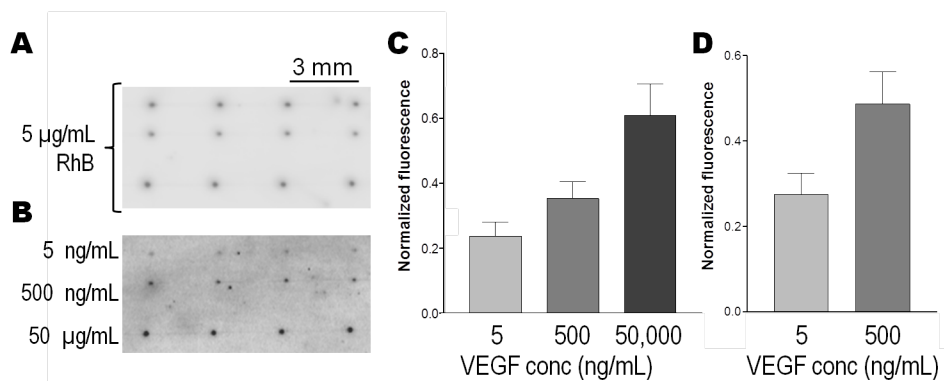 A
3 mm
5 µg/mL
RhB
B
5 ng/mL
500 ng/mL
50 µg/mL
C
Normalized fluorescence
0.8
0.6
0.4
0.2
0.0
5 500 50,000
VEGF conc (ng/mL)
D
Normalized fluorescence
0.6
0.4
0.2
0.0
5 500
VEGF conc (ng/mL)